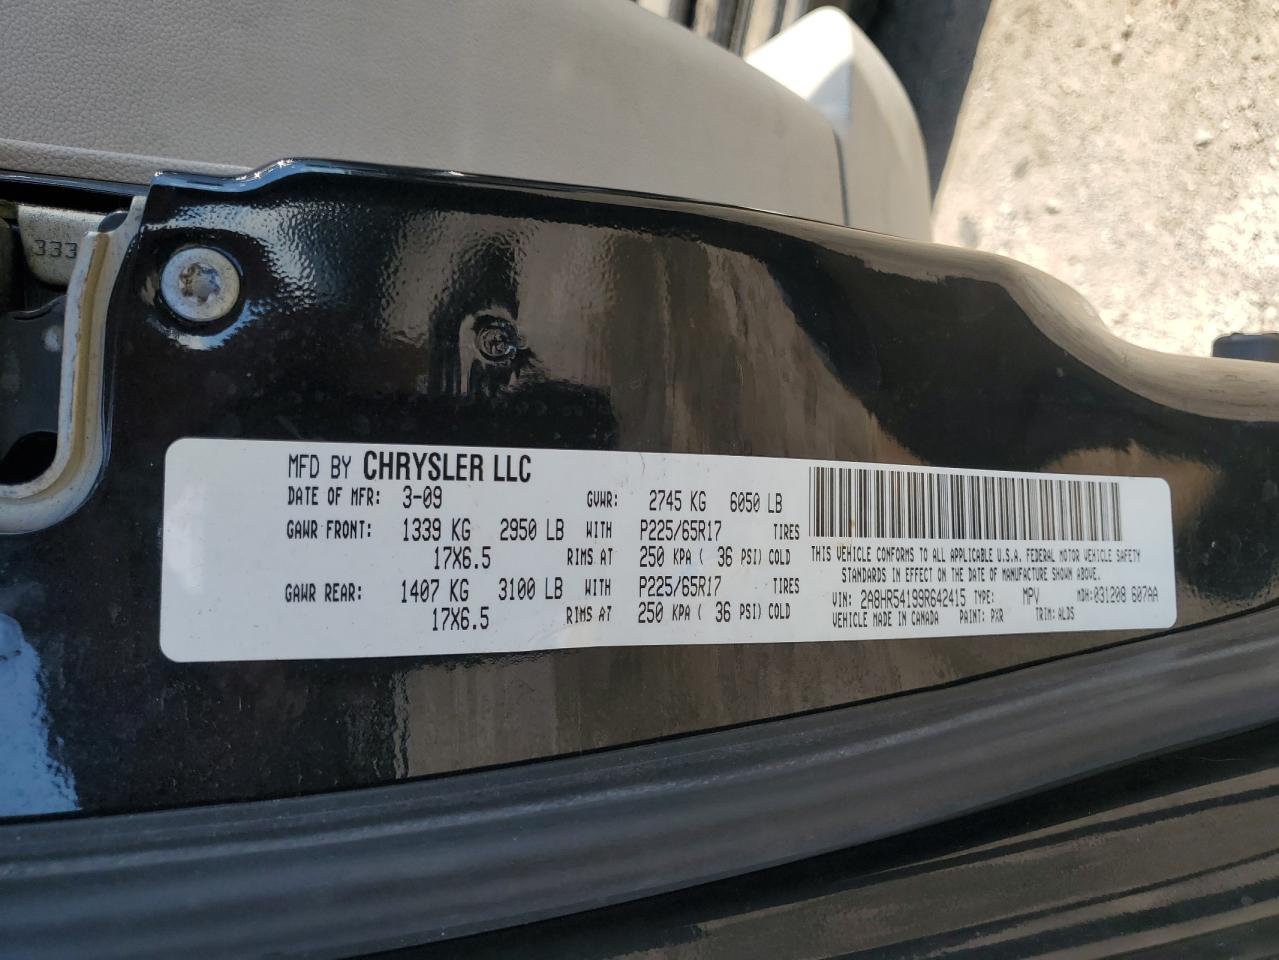 333
MFD BY CHRYSLER LLC
DATE OF MFR: 3-09 GVWR: 2745 KG 6050 LB
GAWR FRONT: 1339 KG 2950 LB WITH P225/65R17 TIRES
17X6.5 RIMS AT 250 KPA ( 36 PSI) COLD
GAWR REAR: 1407 KG 3100 LB WITH P225/65R17 TIRES
17X6.5 RIMS AT 250 KPA ( 36 PSI) COLD
THIS VEHICLE CONFORMS TO ALL APPLICABLE U.S.A. FEDERAL MOTOR VEHICLE SAFETY
STANDARDS IN EFFECT ON THE DATE OF MANUFACTURE SHOWN ABOVE.
VIN: 2A8HR54199R642415 TYPE: MPV MDH: 031208 607AA
VEHICLE MADE IN CANADA PAINT: PXR TRIM: ALDS